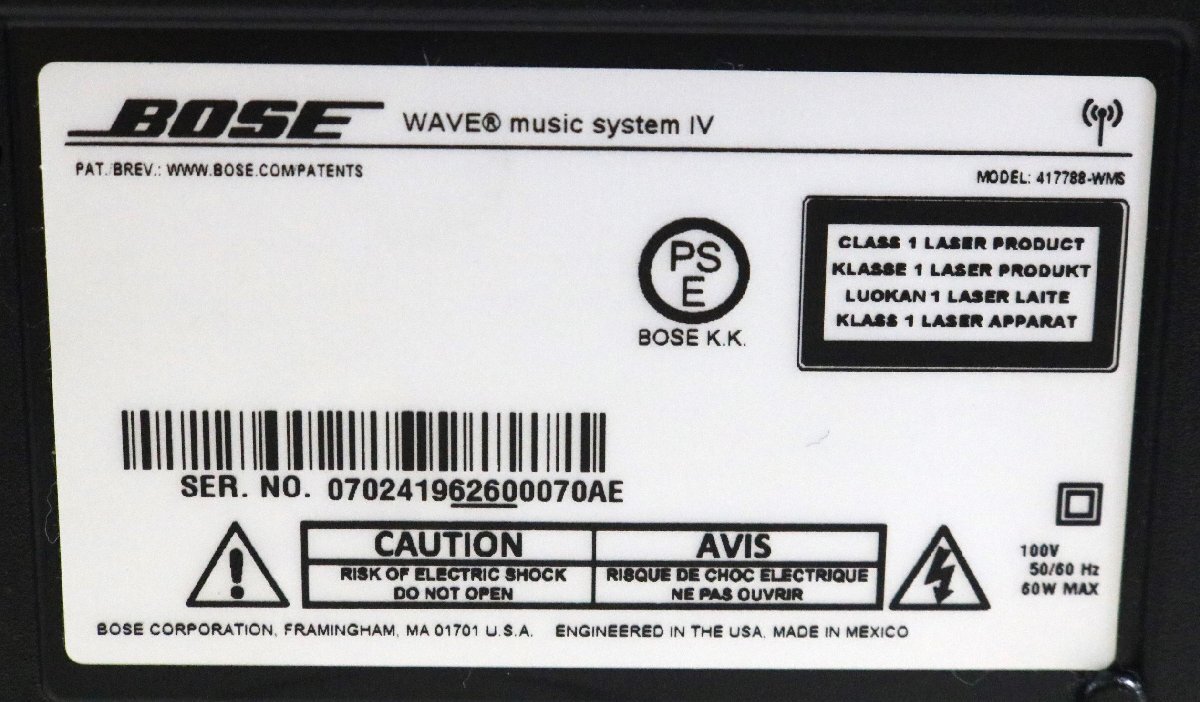 BOSE WAVE® music system IV
PAT. BREV.: WWW.BOSE.COM/PATENTS
MODEL: 417788-WMS
PS
E
BOSE K.K.
CLASS 1 LASER PRODUCT
KLASSE 1 LASER PRODUKT
LUOKAN 1 LASER LAITE
KLASS 1 LASER APPARAT
SER. NO. 070241962600070AE
CAUTION
RISK OF ELECTRIC SHOCK
DO NOT OPEN
AVIS
RISQUE DE CHOC ELECTRIQUE
NE PAS OUVRIR
100V
50/60 Hz
60W MAX
BOSE CORPORATION, FRAMINGHAM, MA 01701 U.S.A. ENGINEERED IN THE USA, MADE IN MEXICO